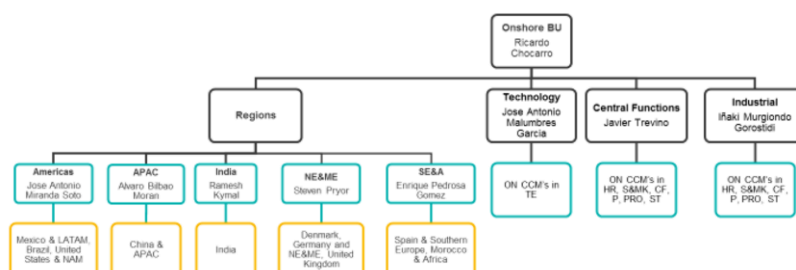 Onshore BU
Ricardo
Chocarro
Regions
Technology
Jose Antonio
Malumbres
Garcia
Central Functions
Javier Trevino
Industrial
Iñaki Murgiondo
Gorostidi
Americas
Jose Antonio
Miranda Soto
APAC
Alvaro Bilbao
Moran
India
Ramesh
Kymal
NE&ME
Steven Pryor
SE&A
Enrique Pedrosa
Gomez
ON CCM's in
TE
ON CCM's in
HR, S&MK, CF,
P, PRO, ST
ON CCM's in
HR, S&MK, CF,
P, PRO, ST
Mexico & LATAM,
Brazil, United
States & NAM
China &
APAC
India
Denmark,
Germany and
NE&ME, United
Kingdom
Spain & Southern
Europe, Morocco
& Africa